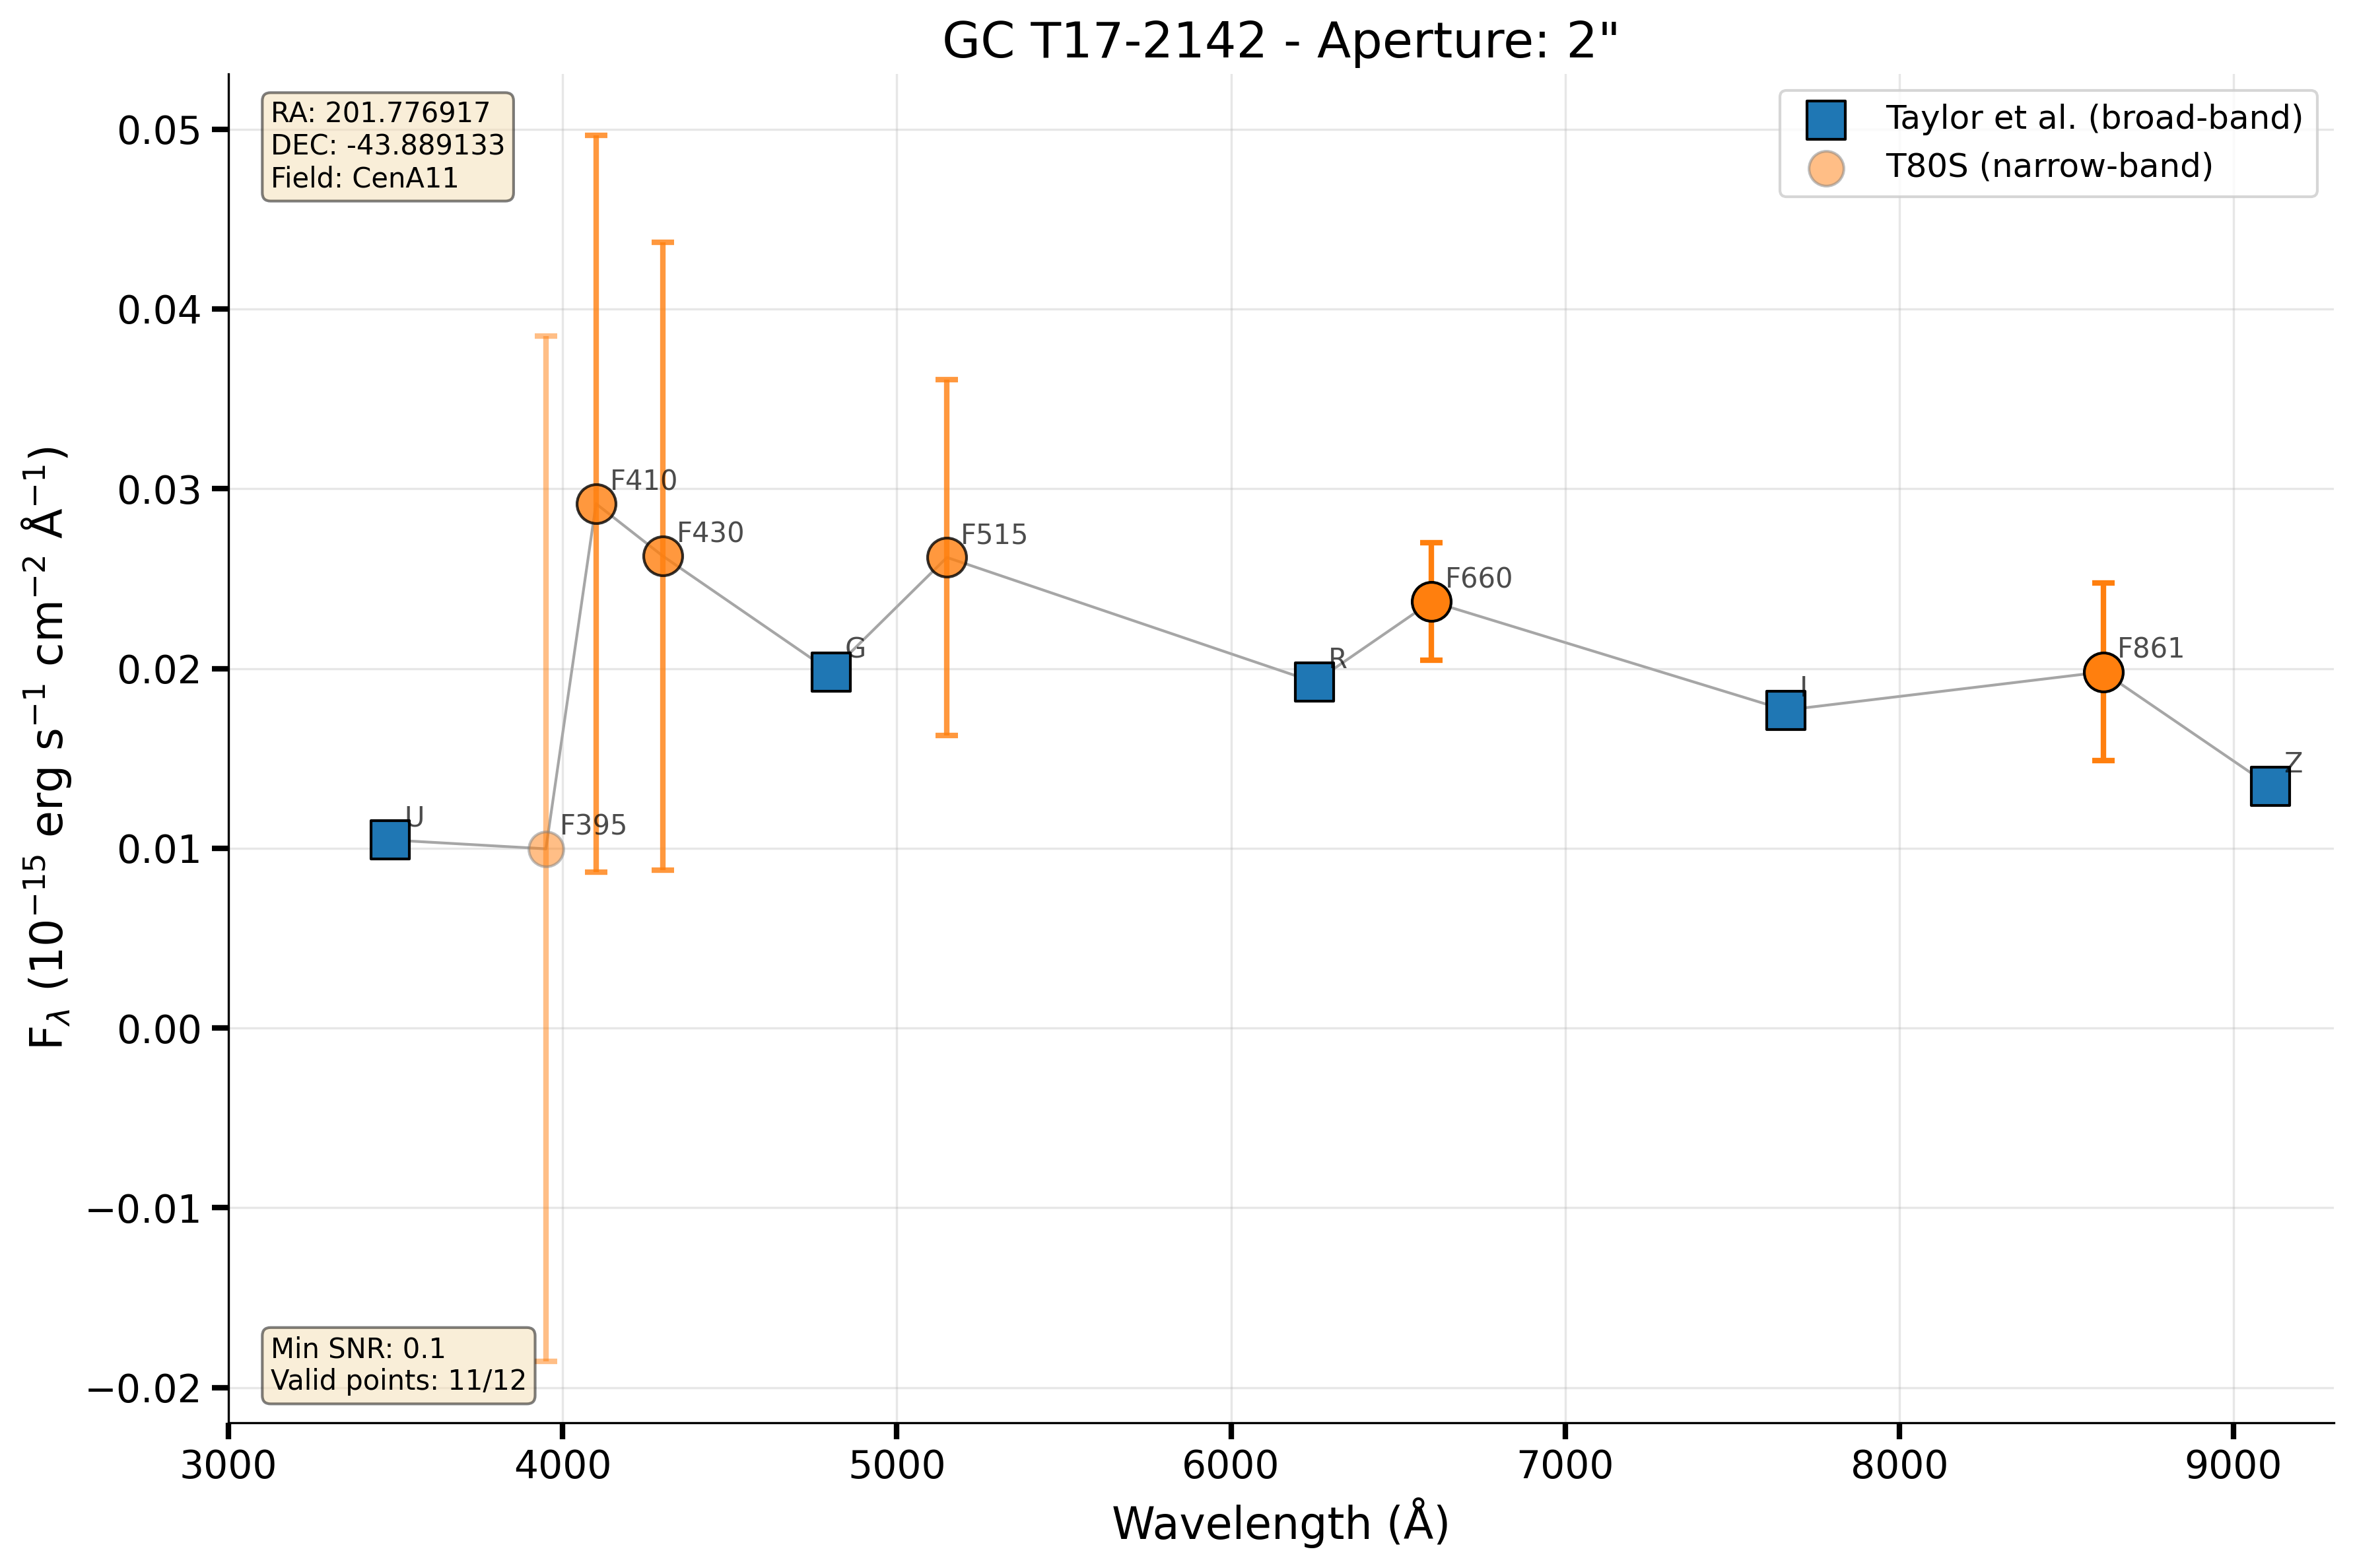 GC T17-2142 - Aperture: 2"
RA: 201.776917
DEC: -43.889133
Field: CenA11
Taylor et al. (broad-band)
T80S (narrow-band)
0.05
0.04
0.03
0.02
0.01
0.00
−0.01
−0.02
F$_{\lambda}$ (10$^{-15}$ erg s$^{-1}$ cm$^{-2}$ Å$^{-1}$)
U
F395
F410
F430
G
F515
R
F660
I
F861
Z
Min SNR: 0.1
Valid points: 11/12
3000 4000 5000 6000 7000 8000 9000
Wavelength (Å)